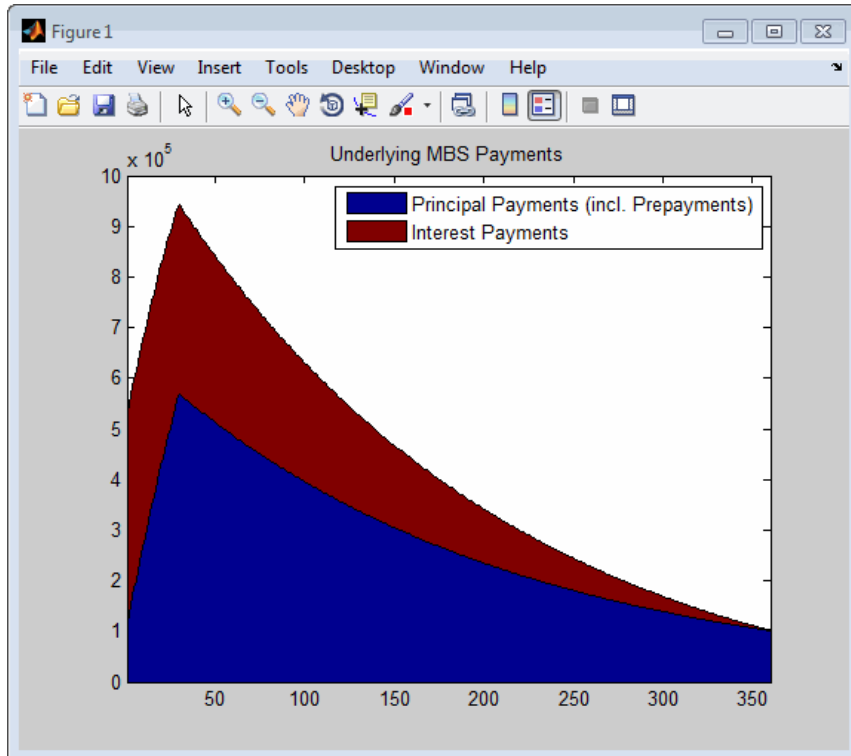 Figure 1
File Edit View Insert Tools Desktop Window Help
x 10^5
Underlying MBS Payments
10
9
8
7
6
5
4
3
2
1
0
Principal Payments (incl. Prepayments)
Interest Payments
50 100 150 200 250 300 350